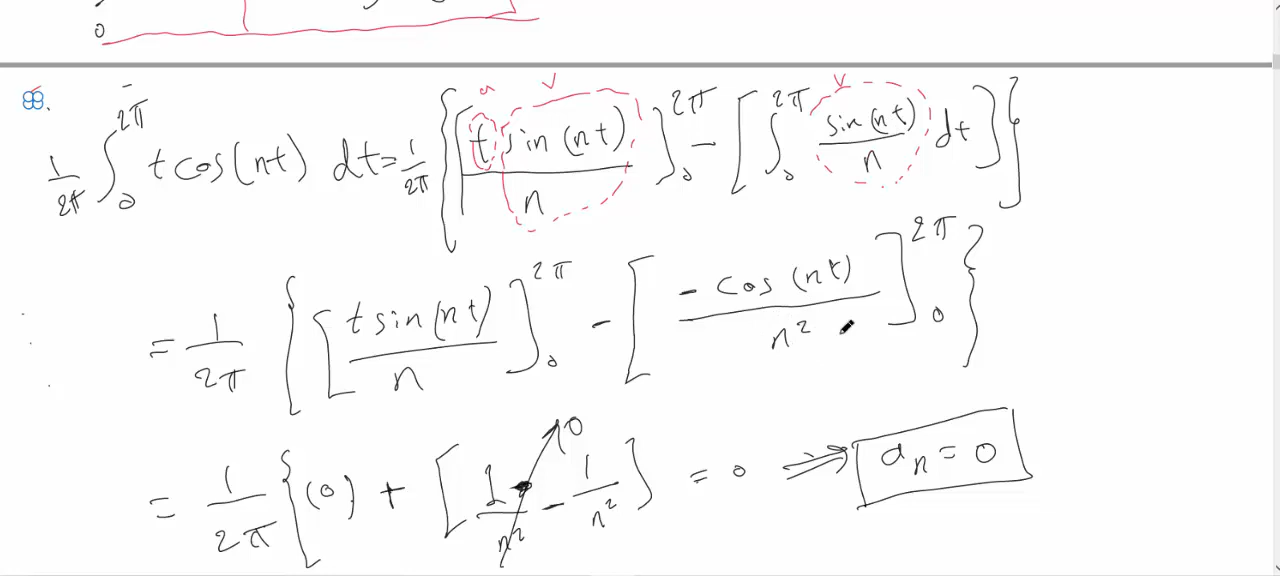 0
88.
1/2π ∫₀^2π t cos(nt) dt = 1/2π { [ t sin(nt) / n ]₀^2π − [ ∫₀^2π sin(nt)/n dt ] }
u v v
= 1/2π { [ t sin(nt) / n ]₀^2π − [ − cos(nt) / n² ]₀^2π }
= 1/2π { (0) + [ 1/n² − 1/n² ] } 0 = 0 ⇒ aₙ = 0